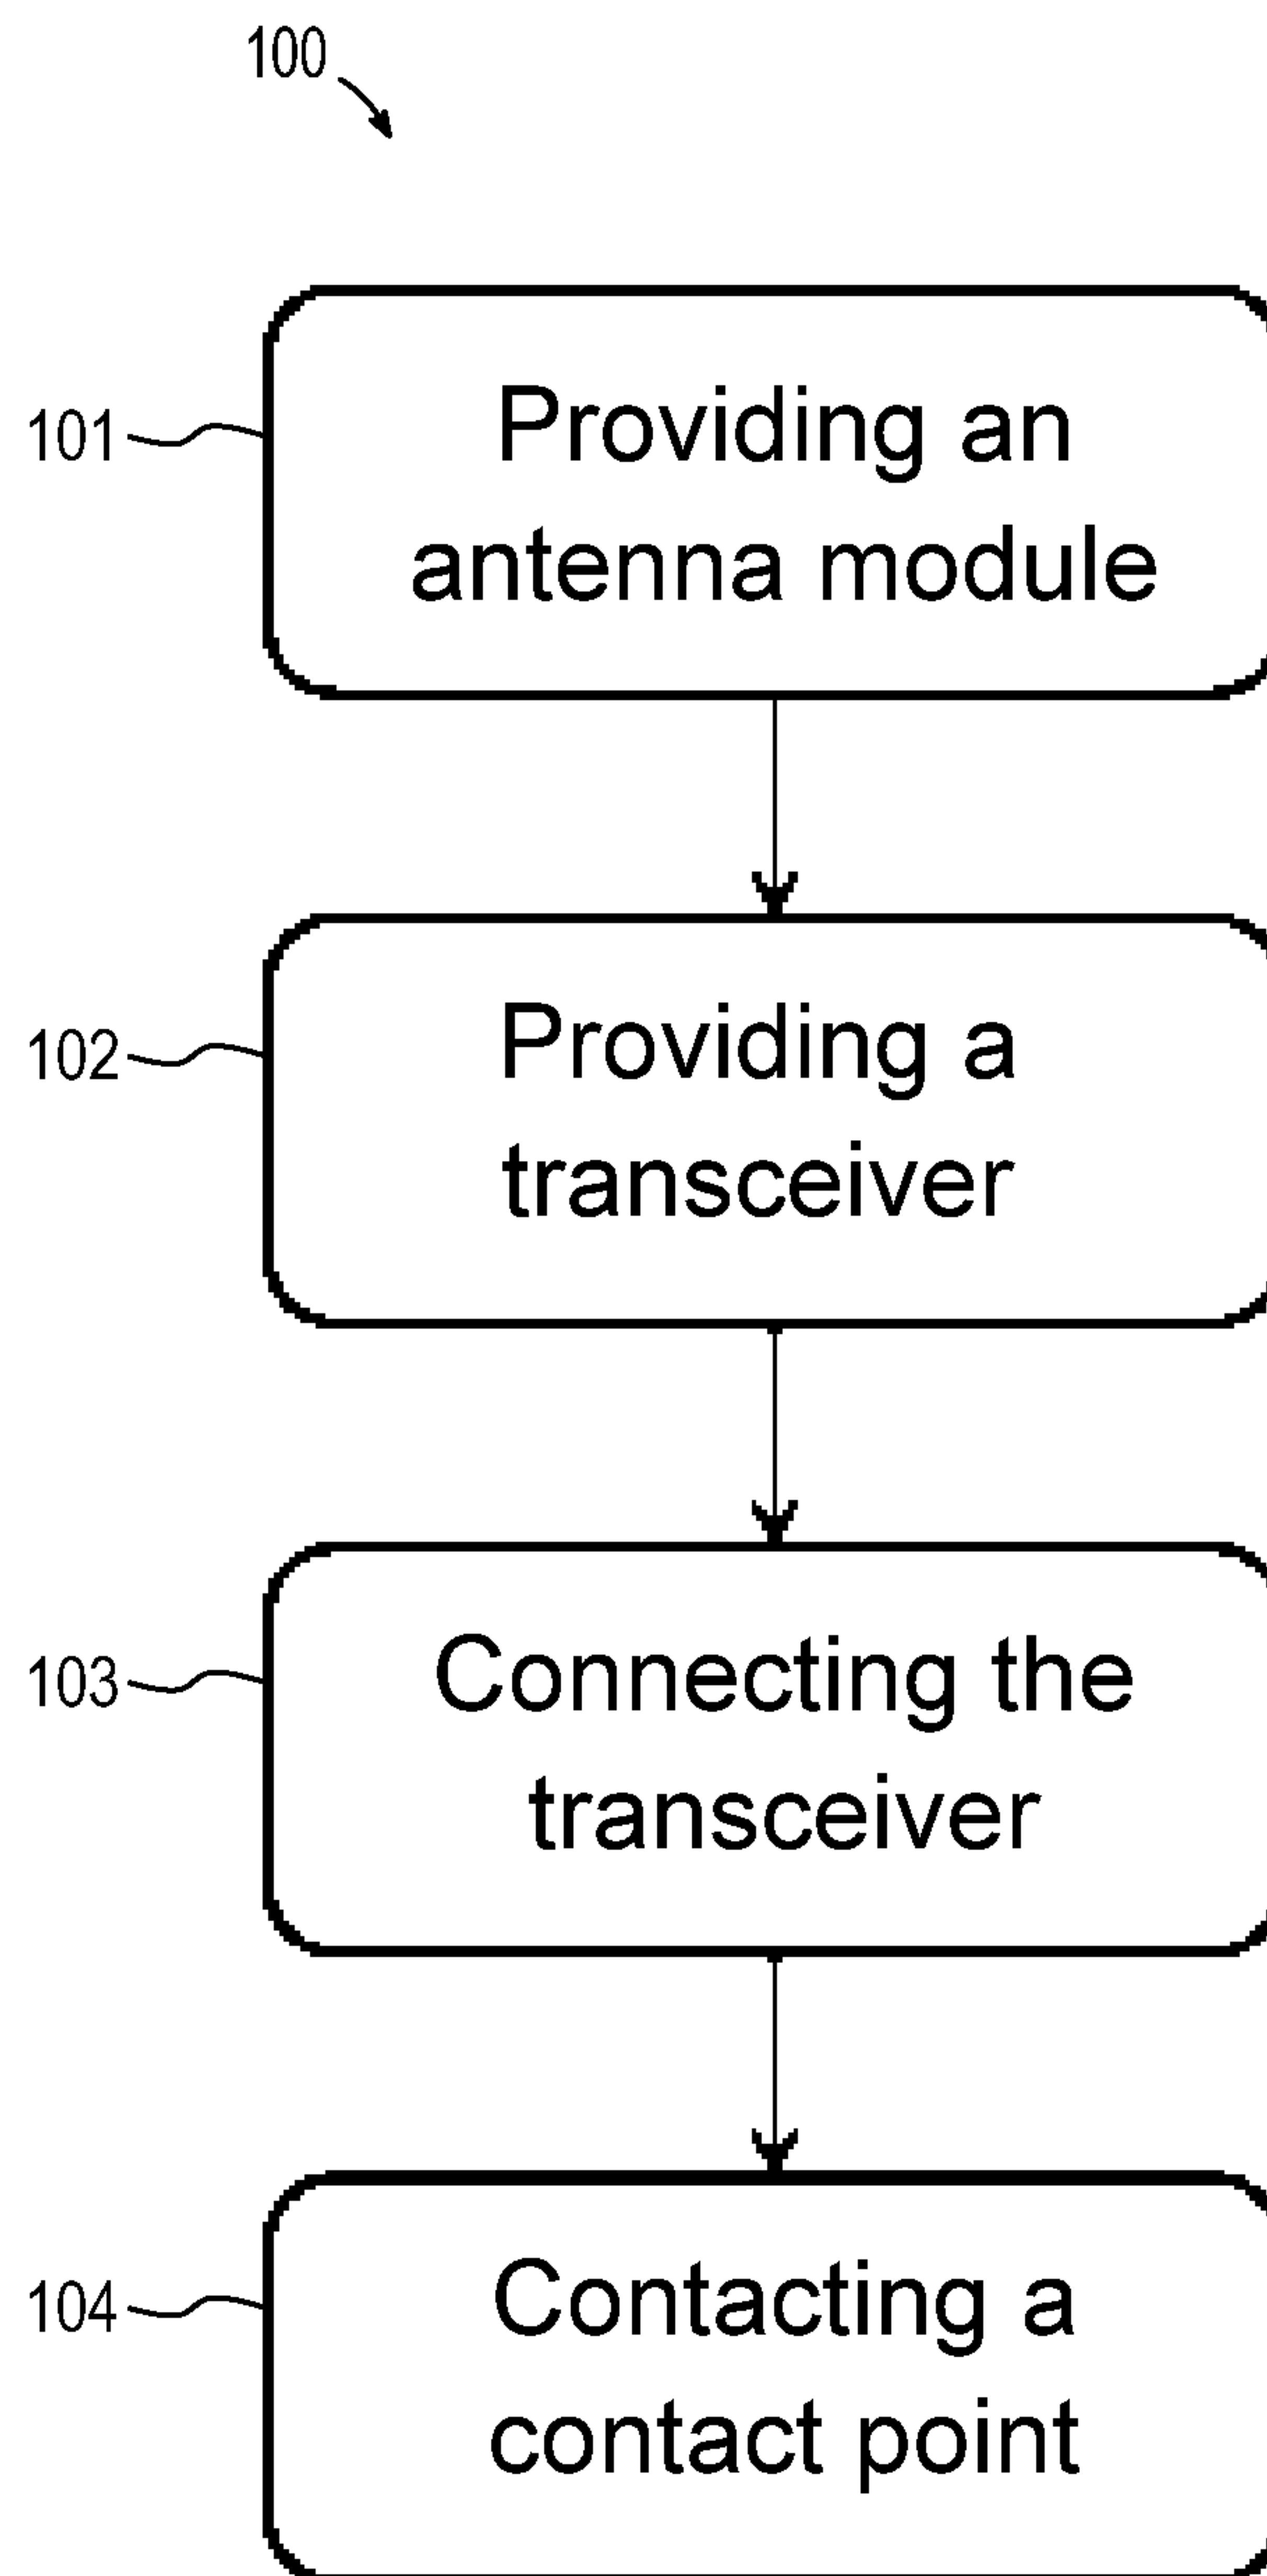 100
101
Providing an
antenna module
102
Providing a
transceiver
103
Connecting the
transceiver
104
Contacting a
contact point